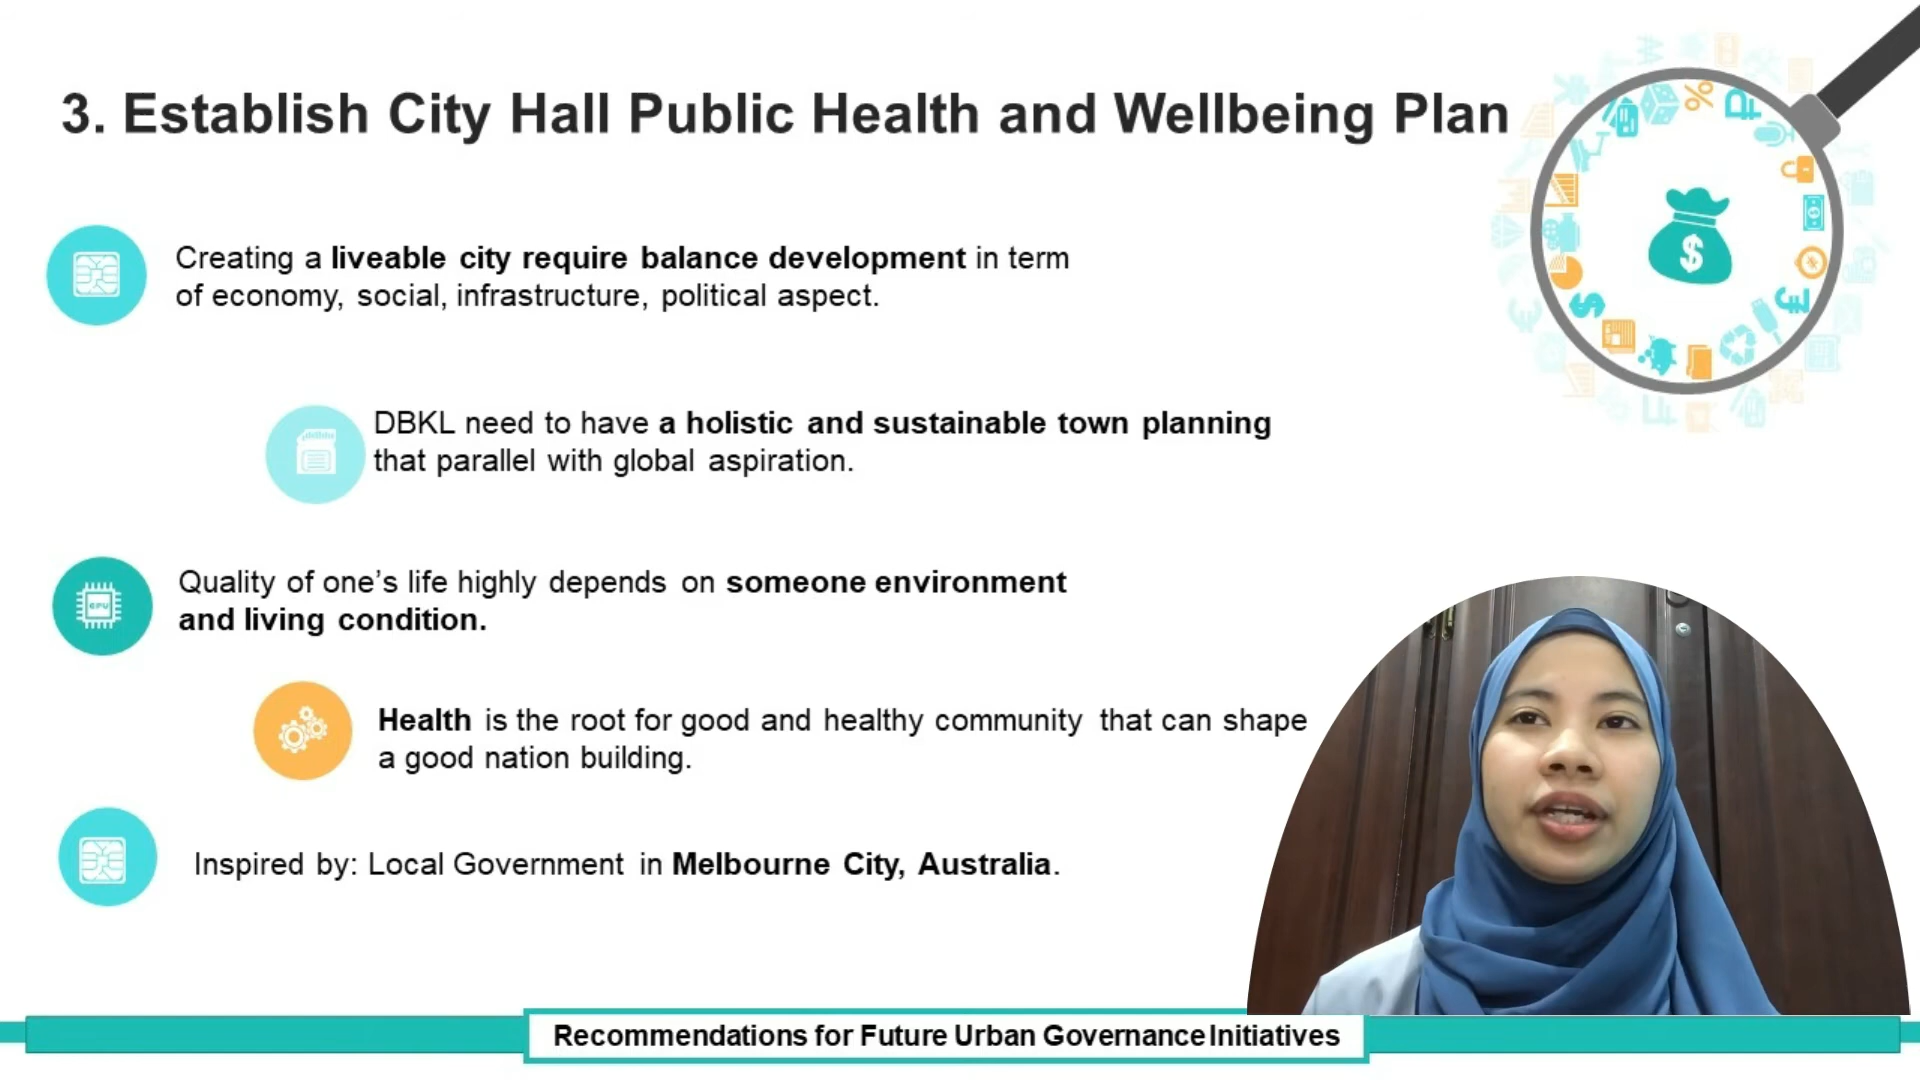 3. Establish City Hall Public Health and Wellbeing Plan
Creating a liveable city require balance development in term
of economy, social, infrastructure, political aspect.
DBKL need to have a holistic and sustainable town planning
that parallel with global aspiration.
Quality of one’s life highly depends on someone environment
and living condition.
Health is the root for good and healthy community that can shape
a good nation building.
Inspired by: Local Government in Melbourne City, Australia.
Recommendations for Future Urban Governance Initiatives